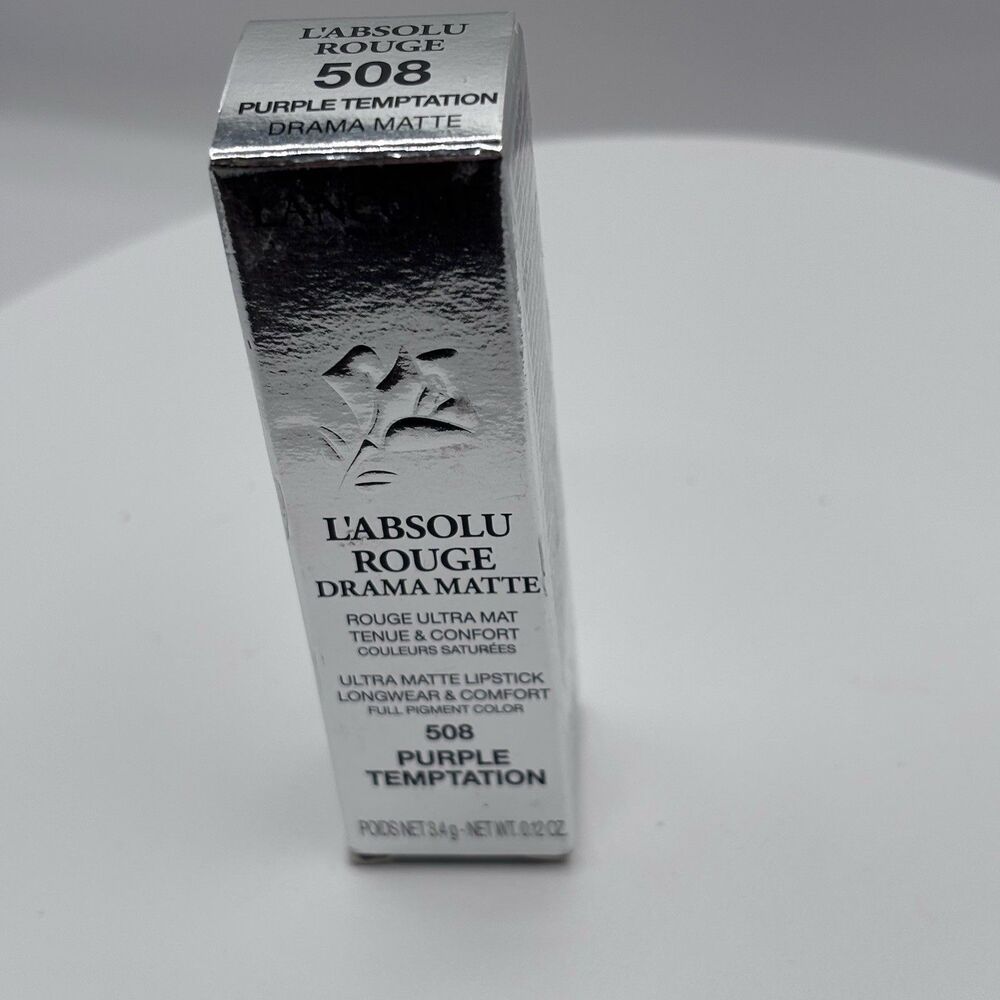 L'ABSOLU
ROUGE
508
PURPLE TEMPTATION
DRAMA MATTE
LANCÔME
L'ABSOLU
ROUGE
DRAMA MATTE
ROUGE ULTRA MAT
TENUE & CONFORT
COULEURS SATURÉES
ULTRA MATTE LIPSTICK
LONGWEAR & COMFORT
FULL PIGMENT COLOR
508
PURPLE
TEMPTATION
POIDS NET 3.4 g - NET WT. 0.12 OZ.